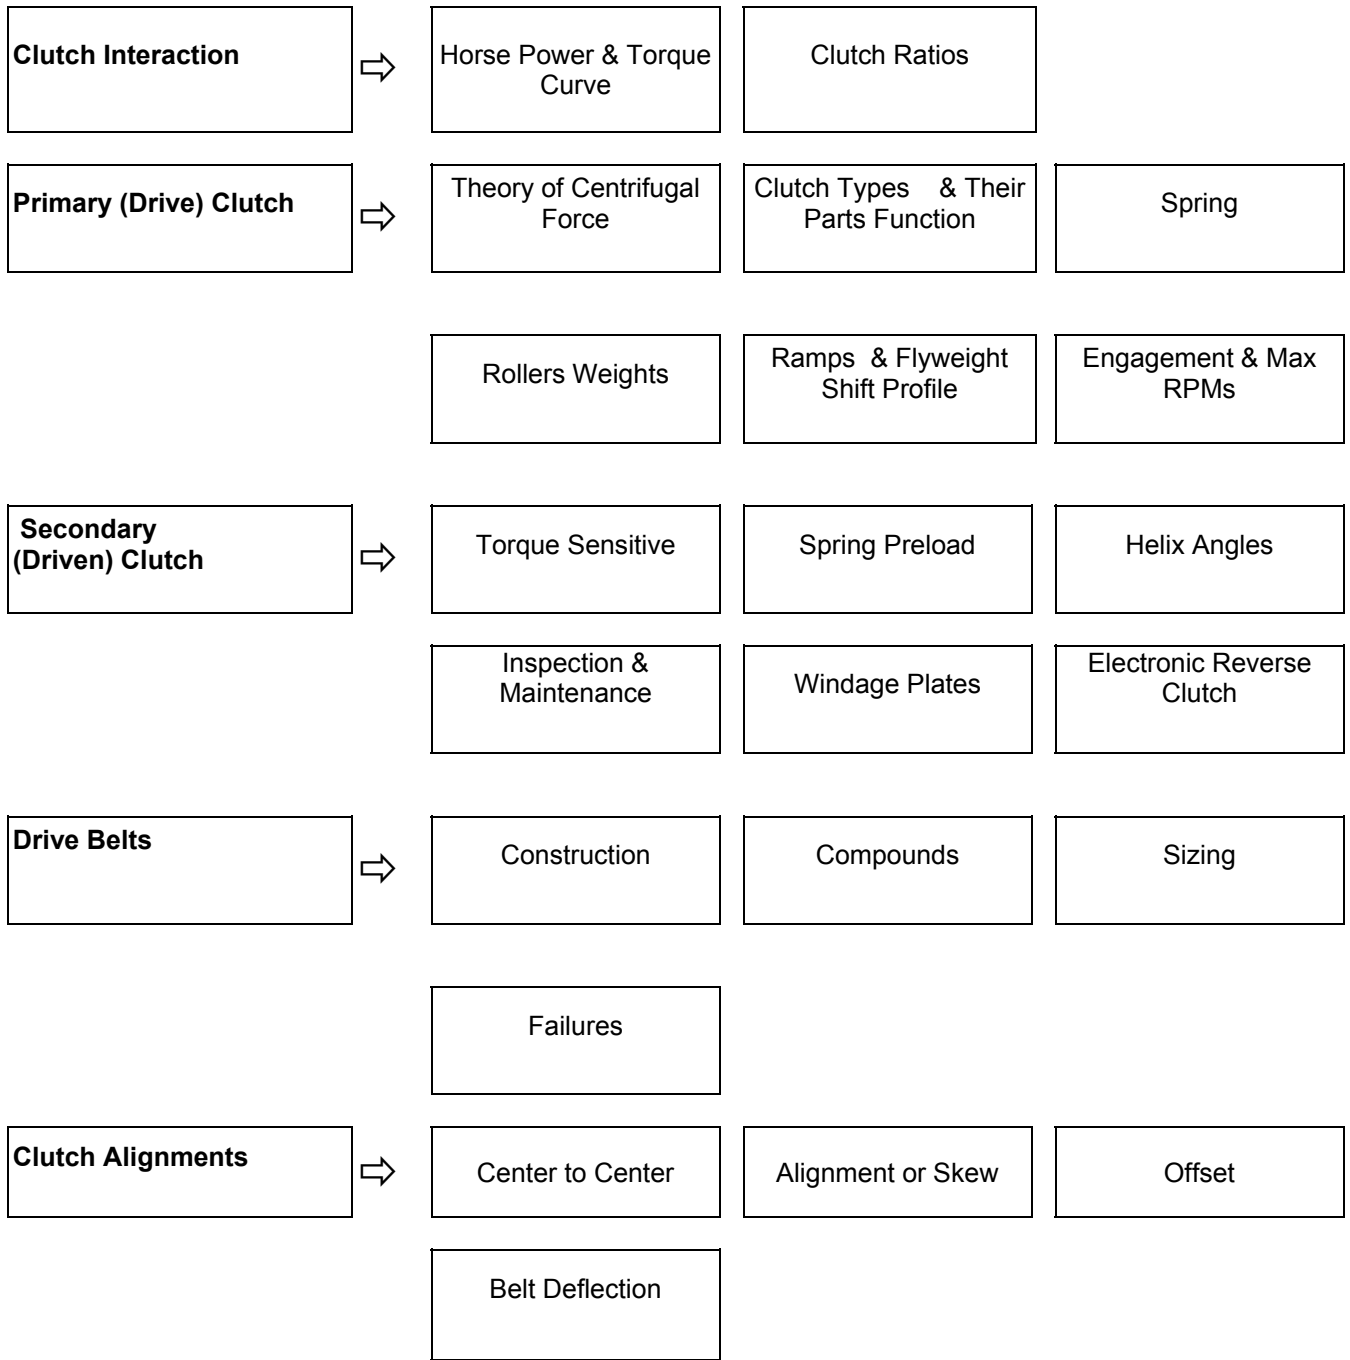 Clutch Interaction
Horse Power & Torque
Curve
Clutch Ratios
Primary (Drive) Clutch
Theory of Centrifugal
Force
Clutch Types & Their
Parts Function
Spring
Rollers Weights
Ramps & Flyweight
Shift Profile
Engagement & Max
RPMs
Secondary
(Driven) Clutch
Torque Sensitive
Spring Preload
Helix Angles
Inspection &
Maintenance
Windage Plates
Electronic Reverse
Clutch
Drive Belts
Construction
Compounds
Sizing
Failures
Clutch Alignments
Center to Center
Alignment or Skew
Offset
Belt Deflection